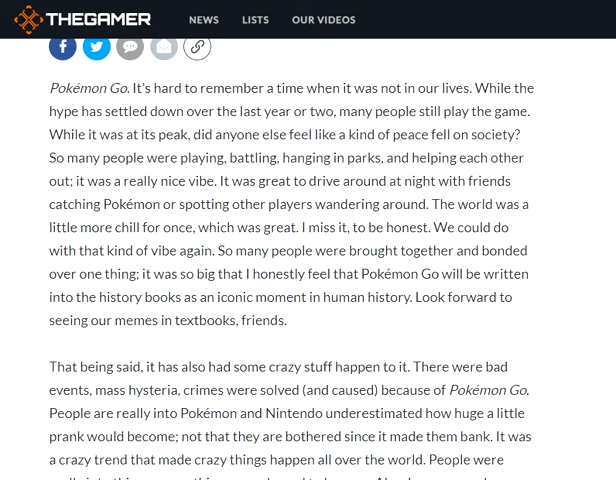 THEGAMER NEWS LISTS OUR VIDEOS
Pokémon Go. It's hard to remember a time when it was not in our lives. While the
hype has settled down over the last year or two, many people still play the game.
While it was at its peak, did anyone else feel like a kind of peace fell on society?
So many people were playing, battling, hanging in parks, and helping each other
out; it was a really nice vibe. It was great to drive around at night with friends
catching Pokémon or spotting other players wandering around. The world was a
little more chill for once, which was great. I miss it, to be honest. We could do
with that kind of vibe again. So many people were brought together and bonded
over one thing; it was so big that I honestly feel that Pokémon Go will be written
into the history books as an iconic moment in human history. Look forward to
seeing our memes in textbooks, friends.
That being said, it has also had some crazy stuff happen to it. There were bad
events, mass hysteria, crimes were solved (and caused) because of Pokémon Go.
People are really into Pokémon and Nintendo underestimated how huge a little
prank would become; not that they are bothered since it made them bank. It was
a crazy trend that made crazy things happen all over the world. People were